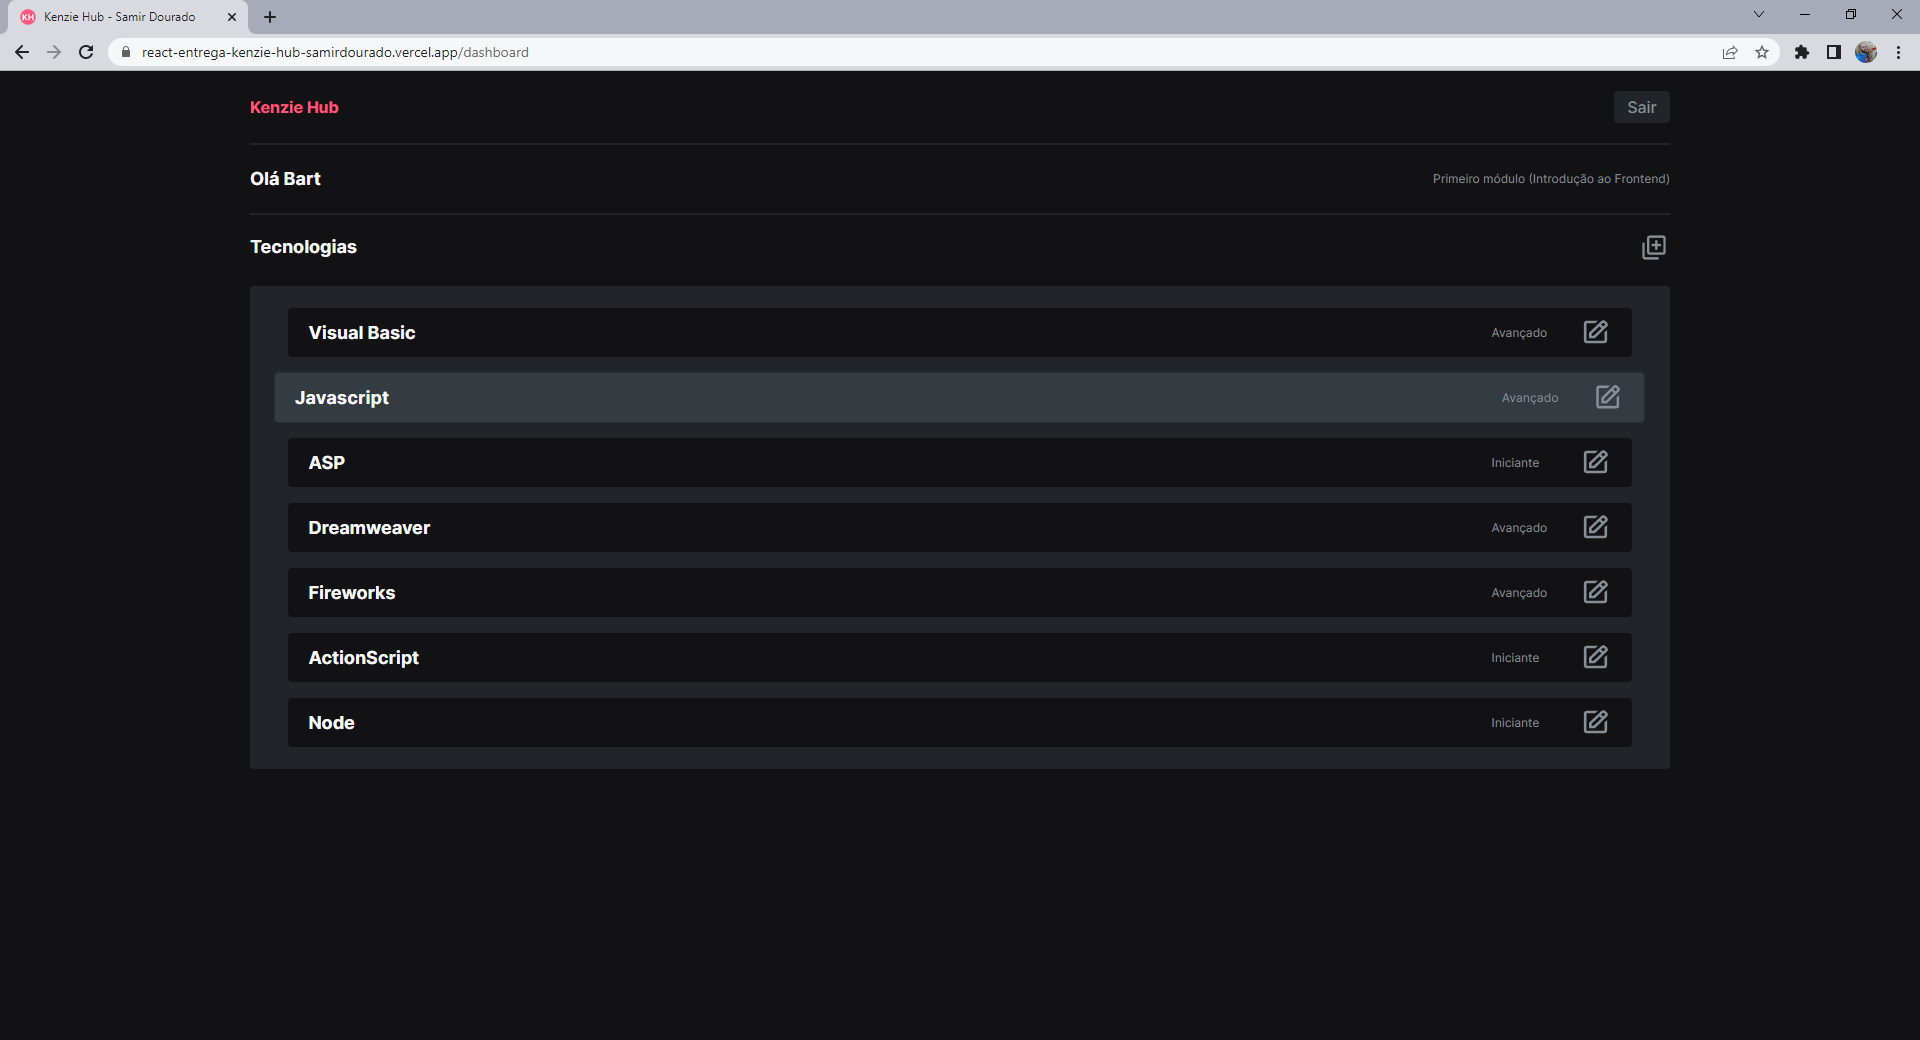 KH Kenzie Hub - Samir Dourado
react-entrega-kenzie-hub-samirdourado.vercel.app/dashboard
Kenzie Hub Sair
Olá Bart Primeiro módulo (Introdução ao Frontend)
Tecnologias
Visual Basic Avançado
Javascript Avançado
ASP Iniciante
Dreamweaver Avançado
Fireworks Avançado
ActionScript Iniciante
Node Iniciante